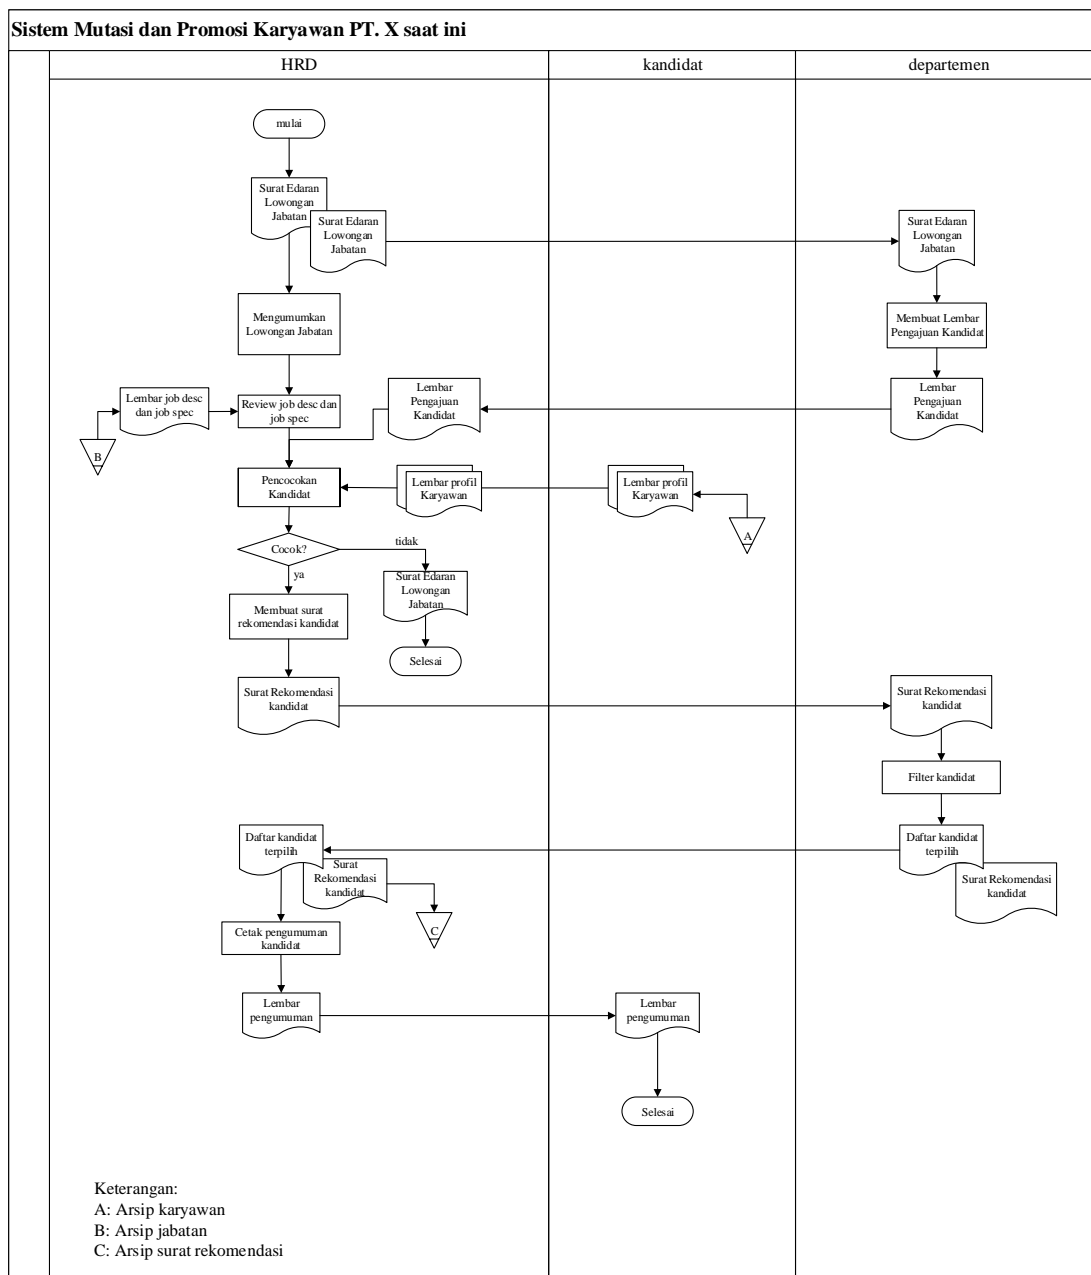 Sistem Mutasi dan Promosi Karyawan PT. X saat ini
HRD
kandidat
departemen
mulai
Surat Edaran
Lowongan
Jabatan
Surat Edaran
Lowongan
Jabatan
Surat Edaran
Lowongan
Jabatan
Mengumumkan
Lowongan Jabatan
Membuat Lembar
Pengajuan Kandidat
Lembar job desc
dan job spec
Review job desc dan
job spec
Lembar
Pengajuan
Kandidat
Lembar
Pengajuan
Kandidat
B
Pencocokan
Kandidat
Lembar profil
Karyawan
Lembar profil
Karyawan
A
Cocok?
tidak
ya
Surat Edaran
Lowongan
Jabatan
Membuat surat
rekomendasi kandidat
Selesai
Surat Rekomendasi
kandidat
Surat Rekomendasi
kandidat
Filter kandidat
Daftar kandidat
terpilih
Surat
Rekomendasi
kandidat
Daftar kandidat
terpilih
Surat Rekomendasi
kandidat
C
Cetak pengumuman
kandidat
Lembar
pengumuman
Lembar
pengumuman
Selesai
Keterangan:
A: Arsip karyawan
B: Arsip jabatan
C: Arsip surat rekomendasi